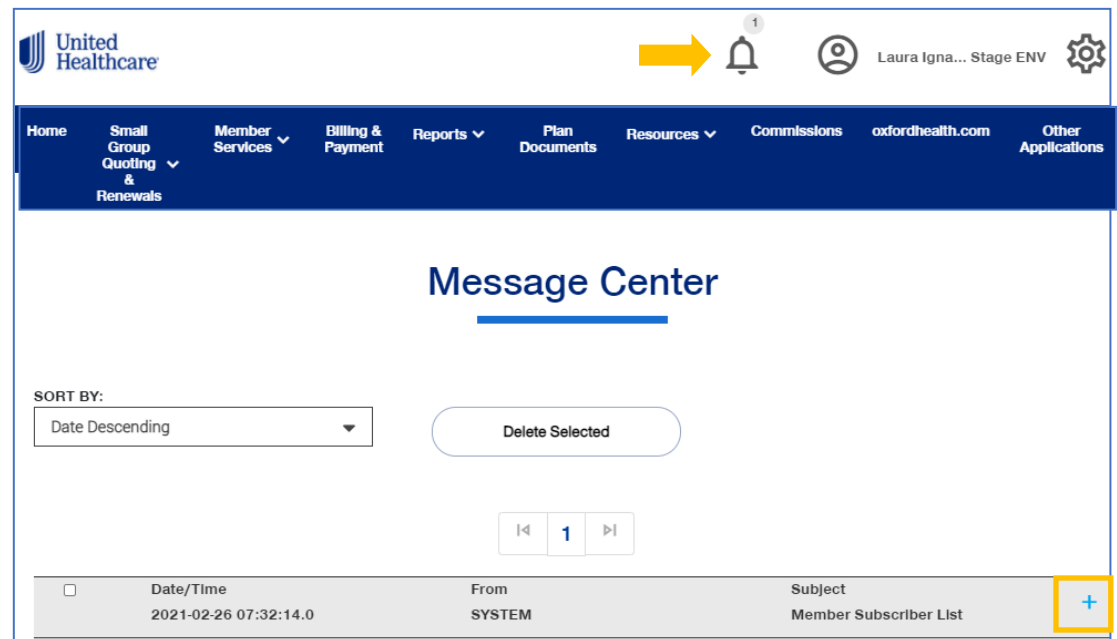 United
Healthcare
1
Laura Igna... Stage ENV
Home
Small
Group
Quoting
&
Renewals
Member
Services
Billing &
Payment
Reports
Plan
Documents
Resources
Commissions
oxfordhealth.com
Other
Applications
Message Center
SORT BY:
Date Descending
Delete Selected
1
Date/Time From Subject
2021-02-26 07:32:14.0 SYSTEM Member Subscriber List +